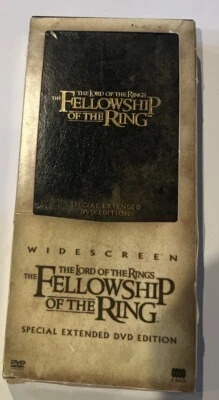 THE LORD OF THE RINGS
THE FELLOWSHIP
OF THE RING
SPECIAL EXTENDED
DVD EDITION
WIDESCREEN
THE LORD OF THE RINGS
THE FELLOWSHIP
OF THE RING
SPECIAL EXTENDED DVD EDITION
DVD